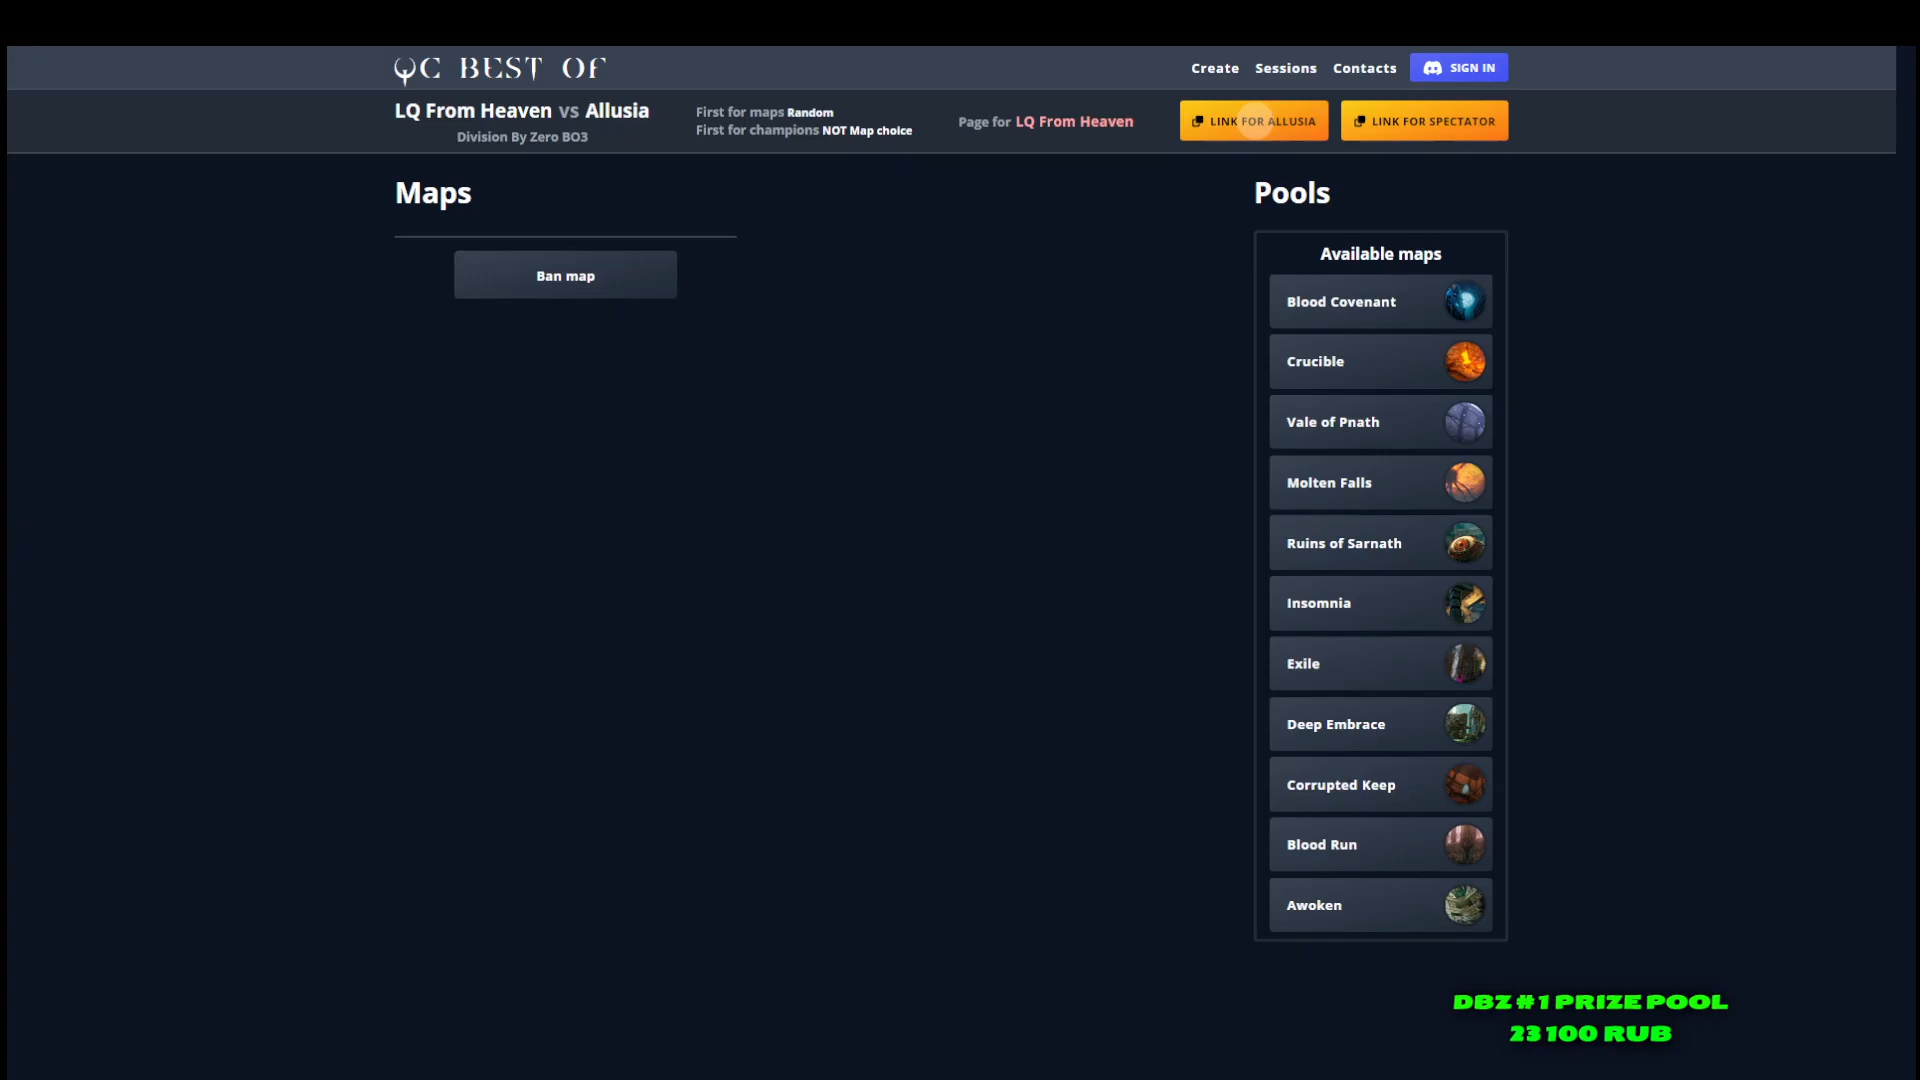 QC BEST OF
Create Sessions Contacts SIGN IN
LQ From Heaven vs Allusia
Division By Zero BO3
First for maps Random
First for champions NOT Map choice
Page for LQ From Heaven
LINK FOR ALLUSIA
LINK FOR SPECTATOR
Maps
Ban map
Pools
Available maps
Blood Covenant
Crucible
Vale of Pnath
Molten Falls
Ruins of Sarnath
Insomnia
Exile
Deep Embrace
Corrupted Keep
Blood Run
Awoken
DBZ #1 PRIZE POOL
23100 RUB